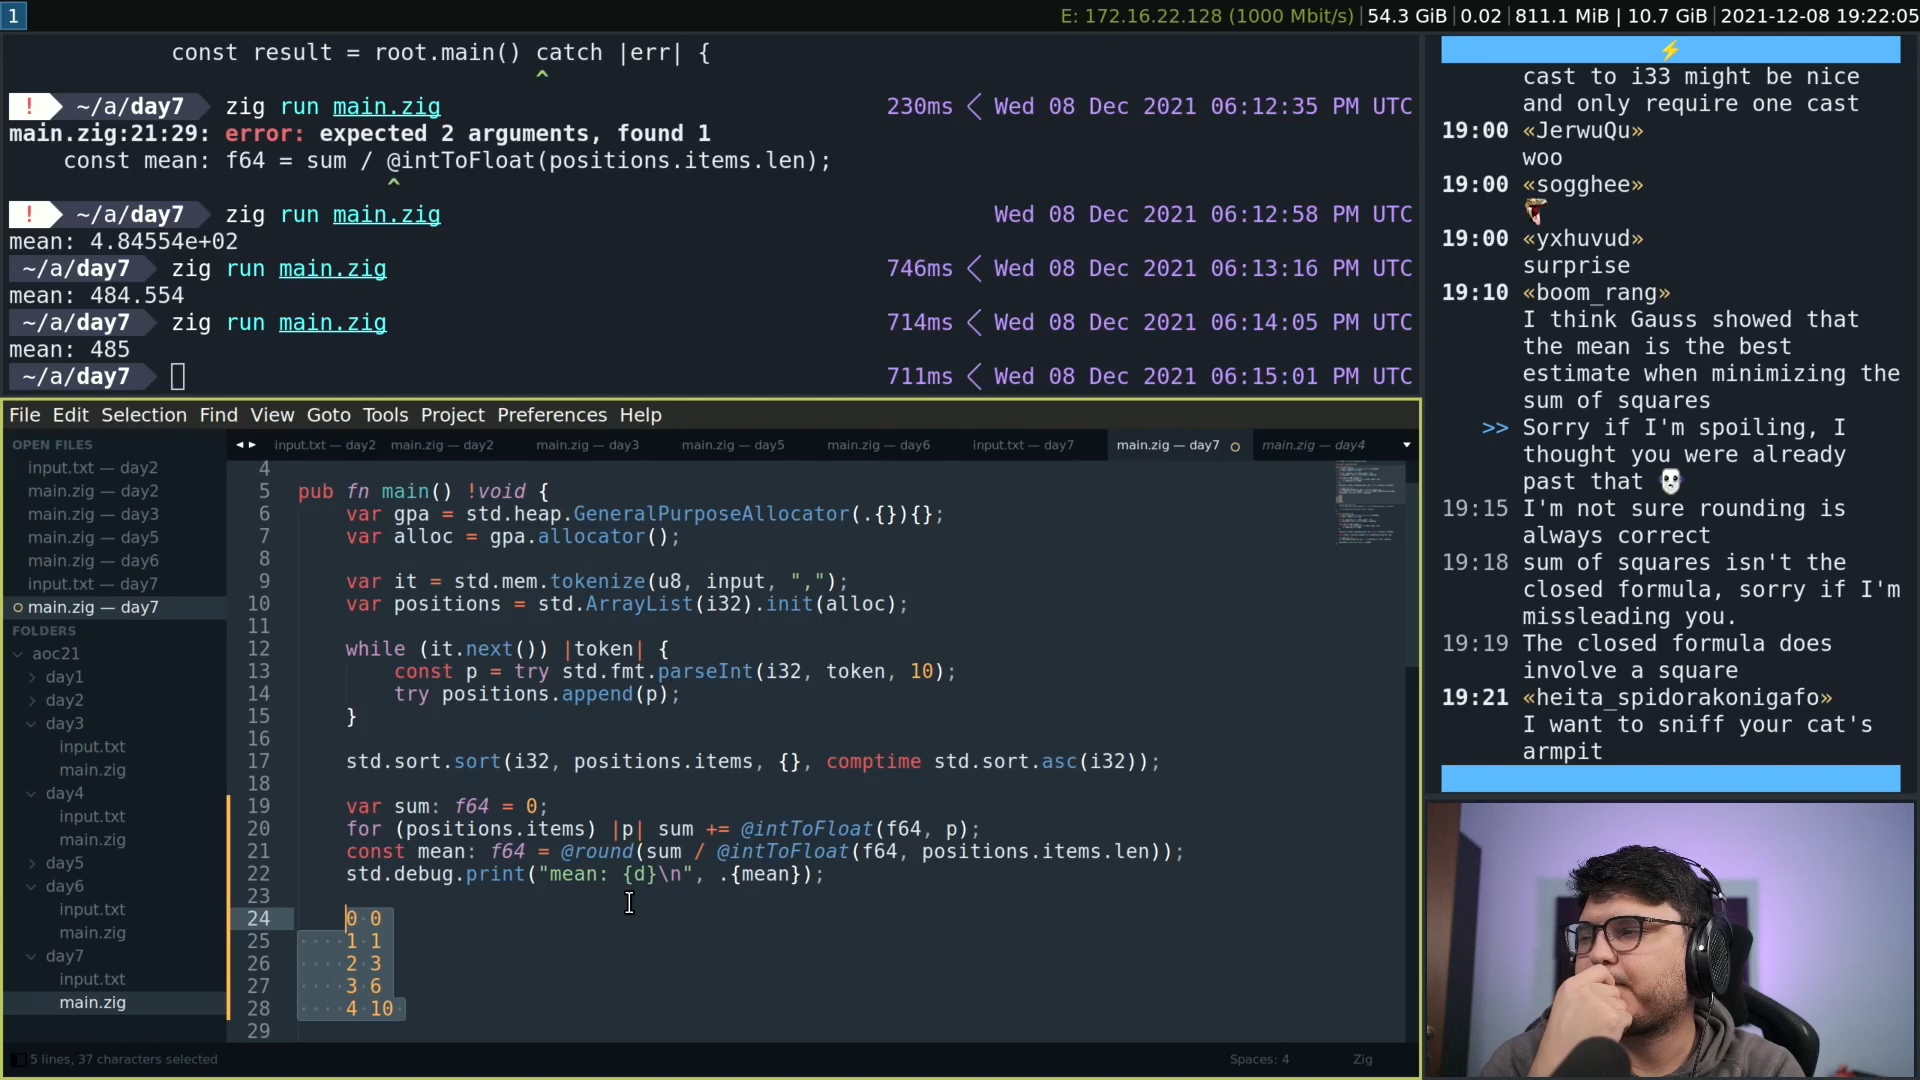 1
E: 172.16.22.128 (1000 Mbit/s)|54.3 GiB|0.02|811.1 MiB | 10.7 GiB|2021-12-08 19:22:05
const result = root.main() catch |err| {
^
! ~/a/day7 zig run main.zig 230ms < Wed 08 Dec 2021 06:12:35 PM UTC
main.zig:21:29: error: expected 2 arguments, found 1
const mean: f64 = sum / @intToFloat(positions.items.len);
^
! ~/a/day7 zig run main.zig Wed 08 Dec 2021 06:12:58 PM UTC
mean: 4.84554e+02
~/a/day7 zig run main.zig 746ms < Wed 08 Dec 2021 06:13:16 PM UTC
mean: 484.554
~/a/day7 zig run main.zig 714ms < Wed 08 Dec 2021 06:14:05 PM UTC
mean: 485
~/a/day7 711ms < Wed 08 Dec 2021 06:15:01 PM UTC
File Edit Selection Find View Goto Tools Project Preferences Help
OPEN FILES
input.txt — day2
main.zig — day2
main.zig — day3
main.zig — day5
main.zig — day6
input.txt — day7
main.zig — day7
FOLDERS
aoc21
day1
day2
day3
input.txt
main.zig
day4
input.txt
main.zig
day5
day6
input.txt
main.zig
day7
input.txt
main.zig
input.txt — day2 main.zig — day2 main.zig — day3 main.zig — day5 main.zig — day6 input.txt — day7 main.zig — day7 main.zig — day4
4
5 pub fn main() !void {
6 var gpa = std.heap.GeneralPurposeAllocator(.{}){};
7 var alloc = gpa.allocator();
8
9 var it = std.mem.tokenize(u8, input, ",");
10 var positions = std.ArrayList(i32).init(alloc);
11
12 while (it.next()) |token| {
13 const p = try std.fmt.parseInt(i32, token, 10);
14 try positions.append(p);
15 }
16
17 std.sort.sort(i32, positions.items, {}, comptime std.sort.asc(i32));
18
19 var sum: f64 = 0;
20 for (positions.items) |p| sum += @intToFloat(f64, p);
21 const mean: f64 = @round(sum / @intToFloat(f64, positions.items.len));
22 std.debug.print("mean: {d}\n", .{mean});
23
24 0 0
25 1 1
26 2 3
27 3 6
28 4 10
29
5 lines, 37 characters selected Spaces: 4 Zig
cast to i33 might be nice
and only require one cast
19:00 «JerwuQu»
woo
19:00 «sogghee»
19:00 «yxhuvud»
surprise
19:10 «boom_rang»
I think Gauss showed that
the mean is the best
estimate when minimizing the
sum of squares
>> Sorry if I'm spoiling, I
thought you were already
past that
19:15 I'm not sure rounding is
always correct
19:18 sum of squares isn't the
closed formula, sorry if I'm
missleading you.
19:19 The closed formula does
involve a square
19:21 «heita_spidorakonigafo»
I want to sniff your cat's
armpit